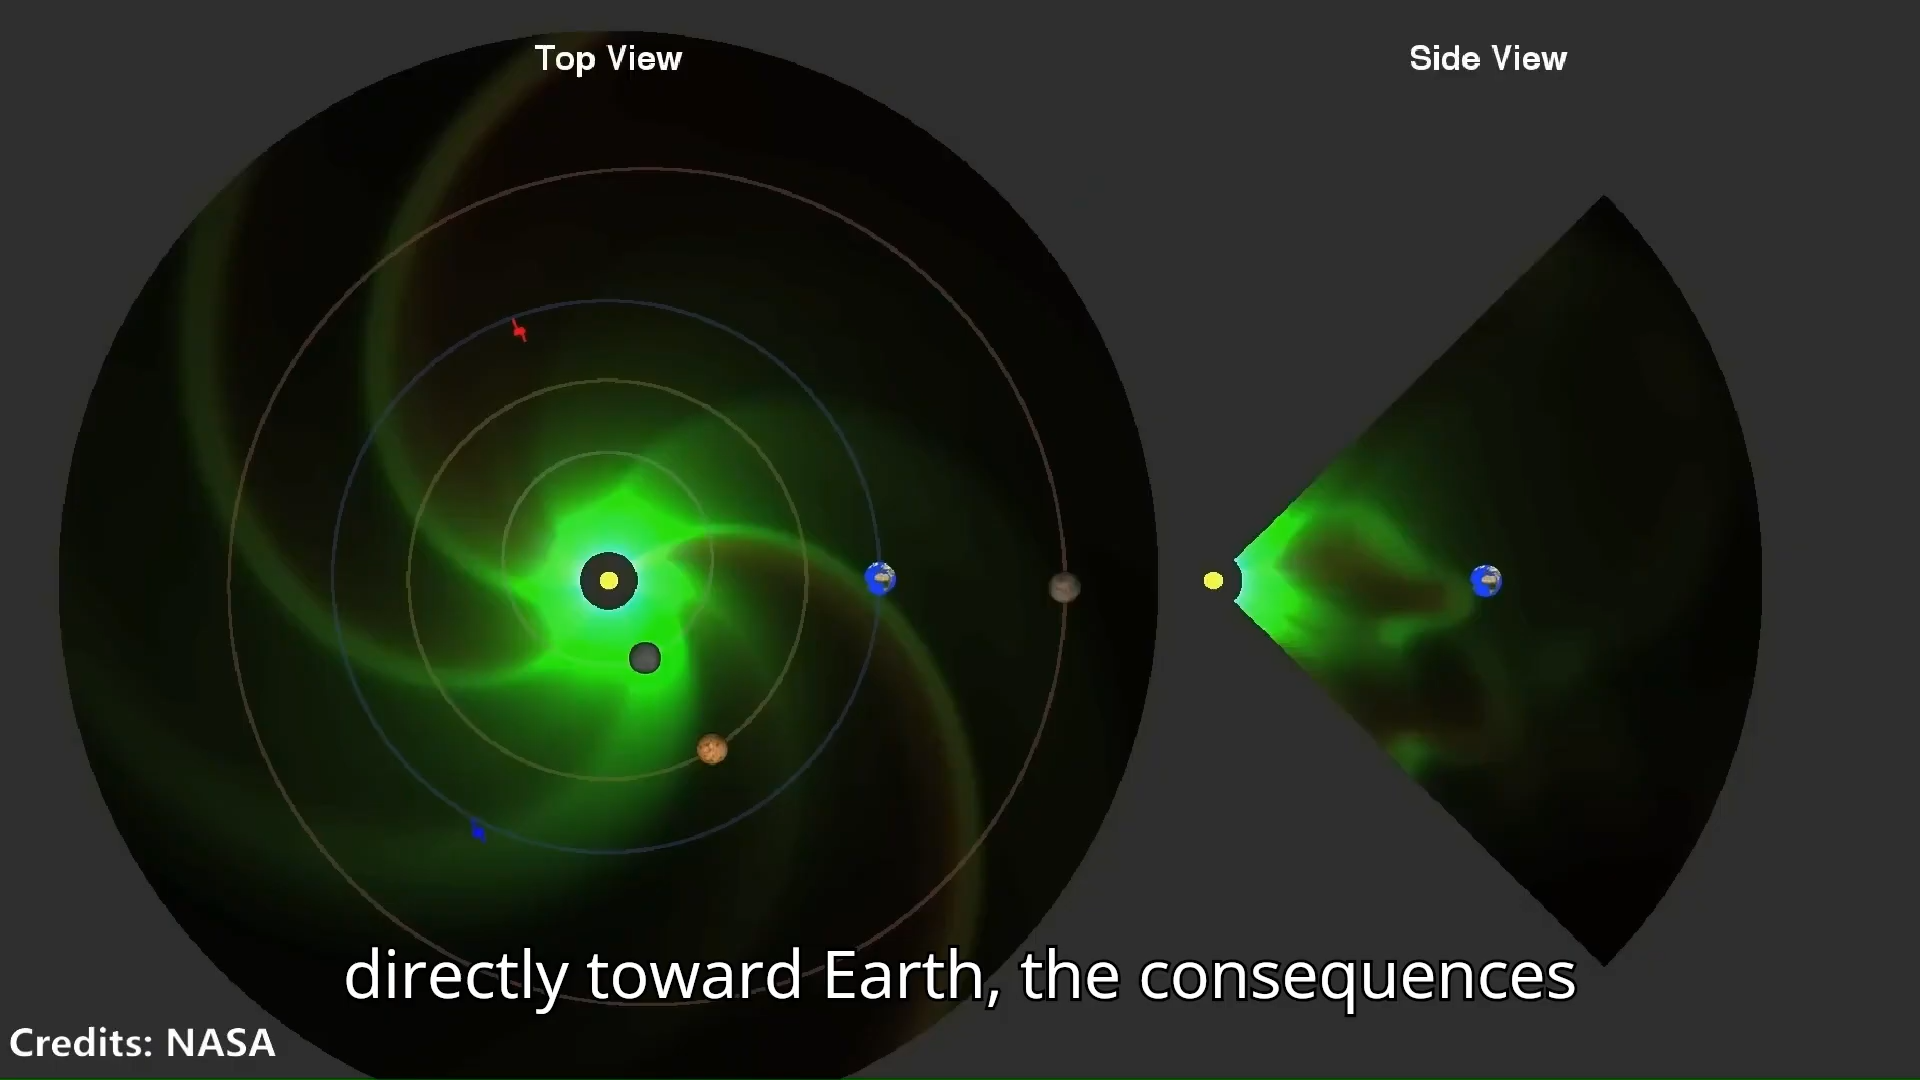 Top View
Side View
directly toward Earth, the consequences
Credits: NASA